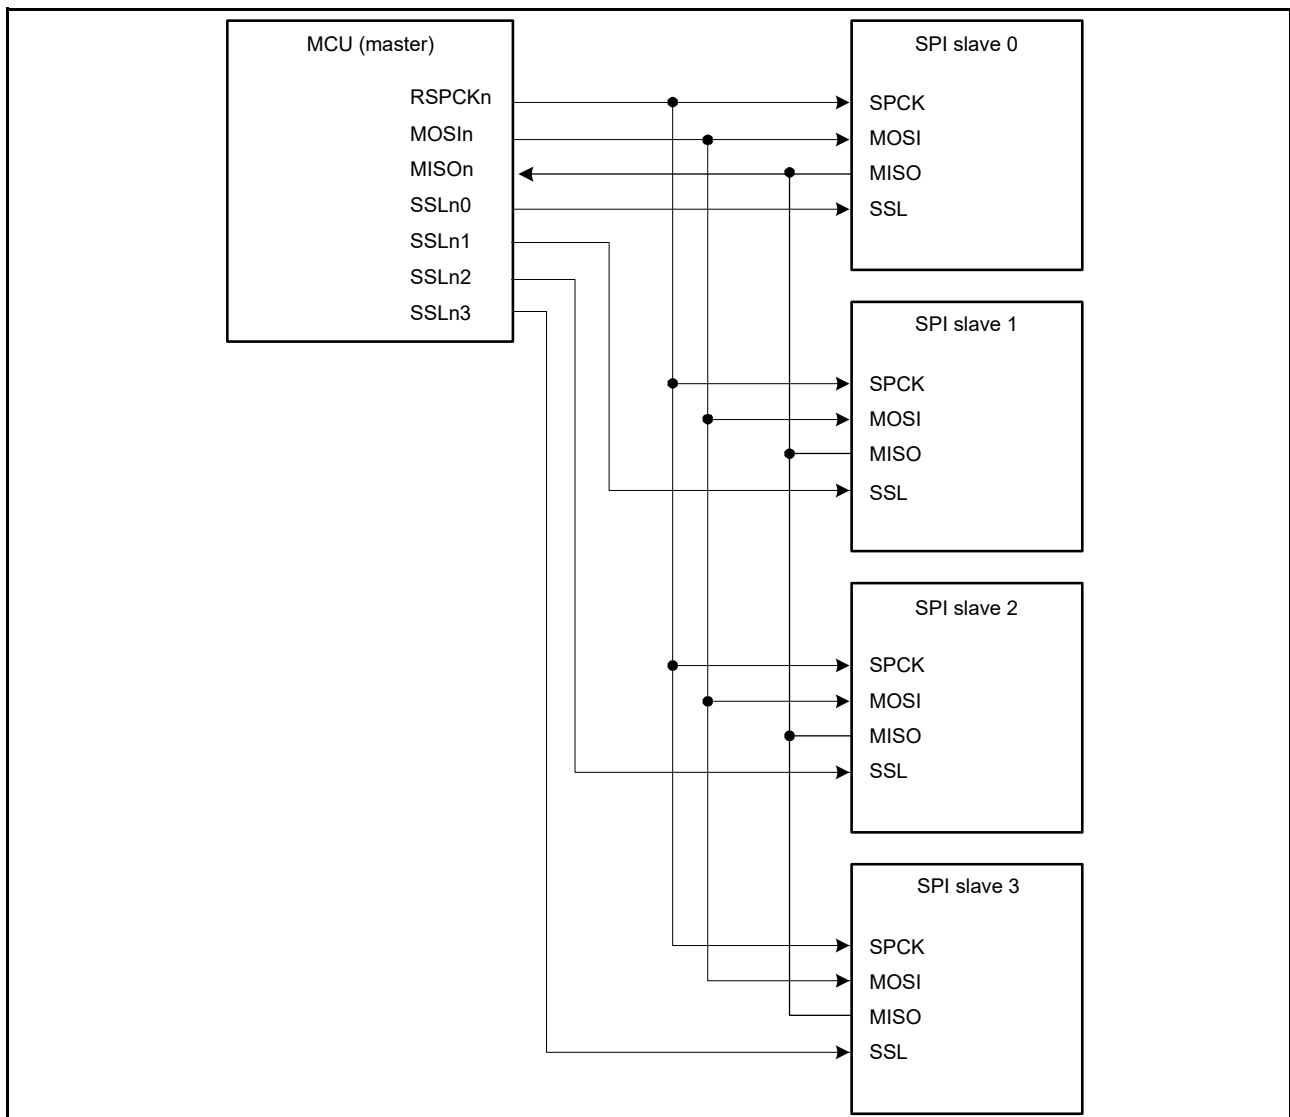 MCU (master)
RSPCKn
MOSIn
MISOn
SSLn0
SSLn1
SSLn2
SSLn3
SPI slave 0
SPCK
MOSI
MISO
SSL
SPI slave 1
SPCK
MOSI
MISO
SSL
SPI slave 2
SPCK
MOSI
MISO
SSL
SPI slave 3
SPCK
MOSI
MISO
SSL